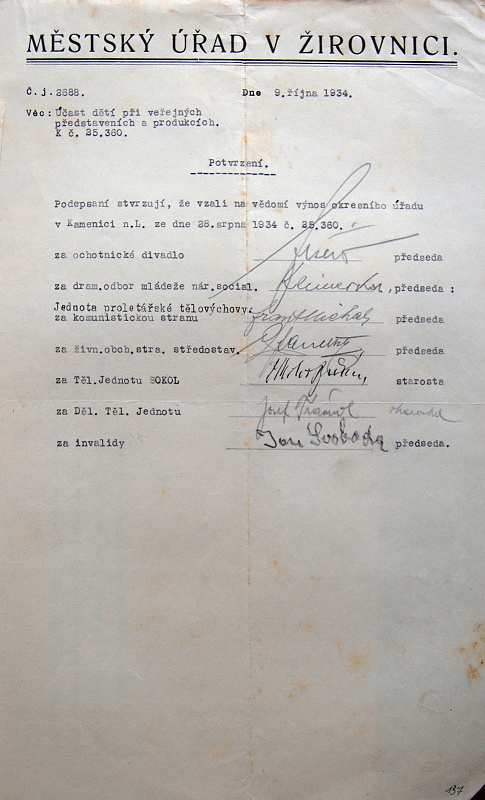 MĚSTSKÝ ÚŘAD V ŽIROVNICI.
Č.j.2688. Dne 9.října 1934.
Věc: Účast dětí při veřejných
představeních a produkcích.
K č. 25.360.
Potvrzení.
Podepsaní stvrzují, že vzali na vědomí výnos okresního úřadu
v Kamenici n.L. ze dne 28.srpna 1934 č. 25.360.
za ochotnické divadlo předseda
za dram.odbor mládeže nár.social. , předseda :
Jednota proletářské tělovýchovy.
za komunistickou stranu předseda
za živn.obch.stra. středostav. předseda
za Těl.Jednotu SOKOL starosta
za Děl. Těl. Jednotu Josef
za invalidy Jan Svoboda předseda.
137